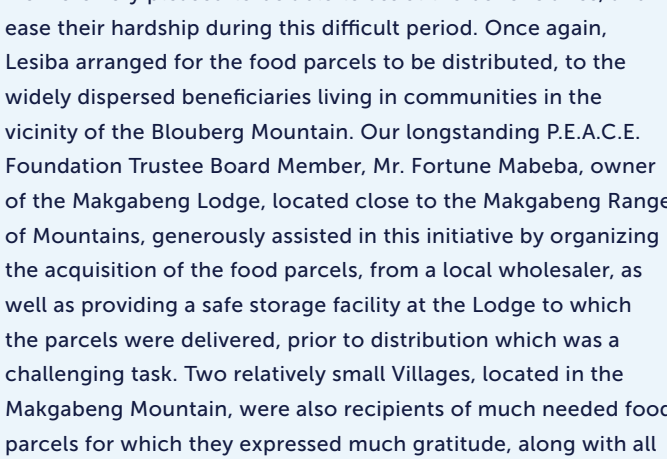 ease their hardship during this difficult period. Once again,
Lesiba arranged for the food parcels to be distributed, to the
widely dispersed beneficiaries living in communities in the
vicinity of the Blouberg Mountain. Our longstanding P.E.A.C.E.
Foundation Trustee Board Member, Mr. Fortune Mabeba, owner
of the Makgabeng Lodge, located close to the Makgabeng Range
of Mountains, generously assisted in this initiative by organizing
the acquisition of the food parcels, from a local wholesaler, as
well as providing a safe storage facility at the Lodge to which
the parcels were delivered, prior to distribution which was a
challenging task. Two relatively small Villages, located in the
Makgabeng Mountain, were also recipients of much needed food
parcels for which they expressed much gratitude, along with all